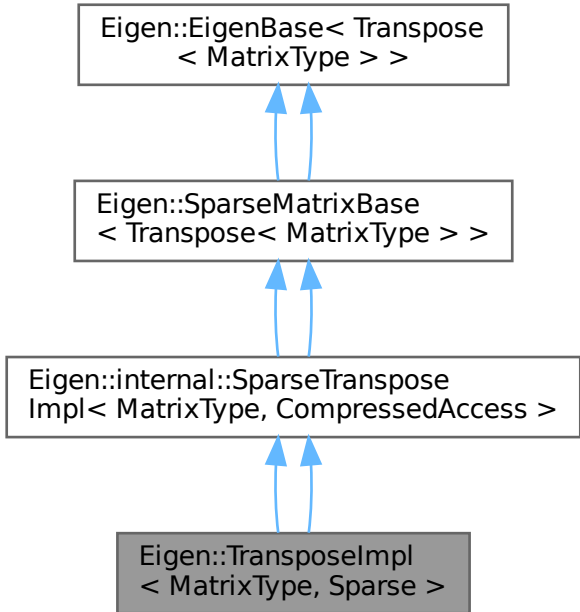 Eigen::EigenBase< Transpose
< MatrixType > >
Eigen::SparseMatrixBase
< Transpose< MatrixType > >
Eigen::internal::SparseTranspose
Impl< MatrixType, CompressedAccess >
Eigen::TransposeImpl
< MatrixType, Sparse >